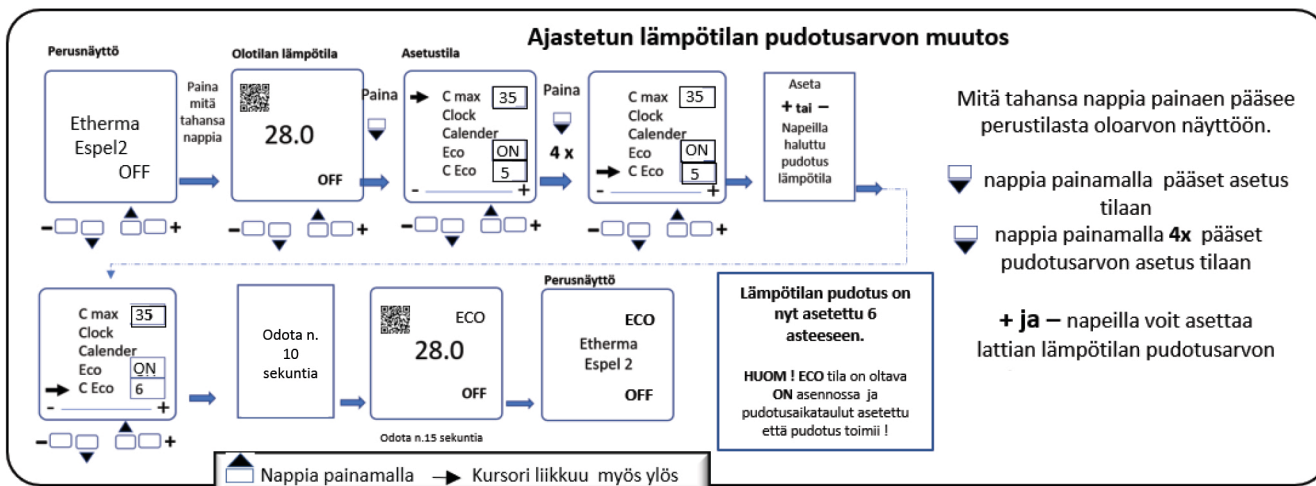 Ajastetun lämpötilan pudotusarvon muutos
Perusnäyttö
Etherma
Espel2
OFF
Paina
mitä
tahansa
nappia
Olotilan lämpötila
28.0
OFF
Paina
Asetustila
C max 35
Clock
Calender
Eco ON
C Eco 5
- +
Paina
4 x
C max 35
Clock
Calender
Eco ON
C Eco 5
- +
Aseta
+ tai –
Napeilla
haluttu
pudotus
lämpötila
– +
– +
– +
– +
Mitä tahansa nappia painaen pääsee
perustilasta oloarvon näyttöön.
nappia painamalla pääset asetus
tilaan
nappia painamalla 4x pääset
pudotusarvon asetus tilaan
+ ja – napeilla voit asettaa
lattian lämpötilan pudotusarvon
C max 35
Clock
Calender
Eco ON
C Eco 6
- +
– +
Odota n.
10
sekuntia
ECO
28.0
OFF
Odota n.15 sekuntia
Perusnäyttö
ECO
Etherma
Espel 2
OFF
Lämpötilan pudotus on
nyt asetettu 6
asteeseen.
HUOM ! ECO tila on oltava
ON asennossa ja
pudotusaikataulut asetettu
että pudotus toimii !
Nappia painamalla → Kursori liikkuu myös ylös